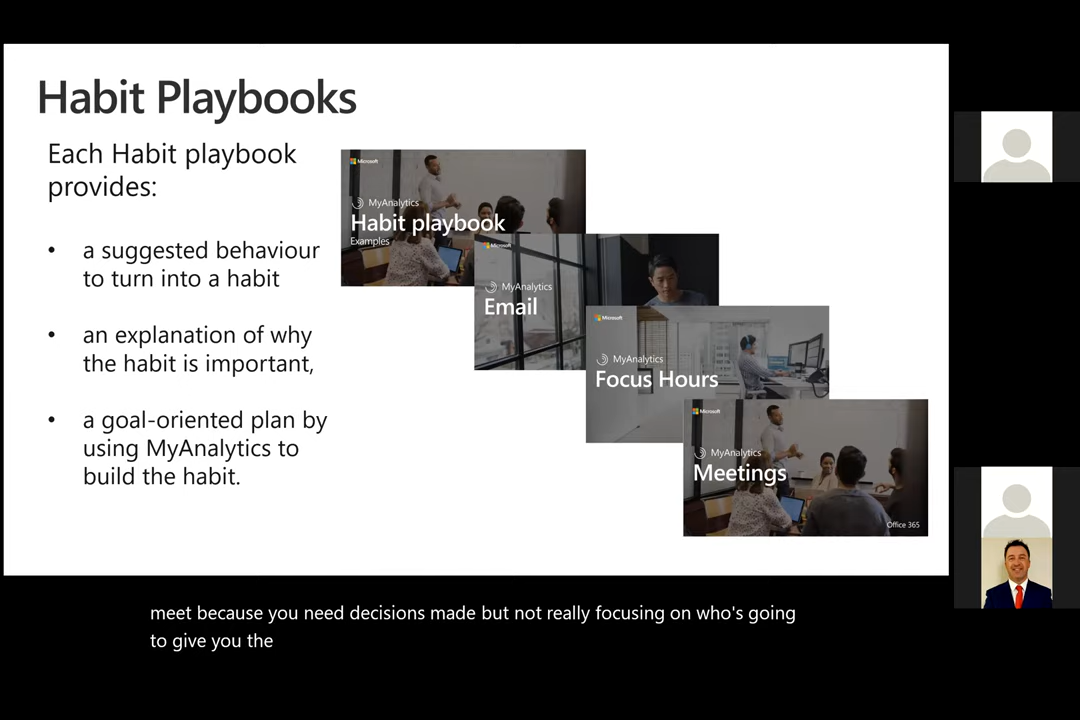 Habit Playbooks
Each Habit playbook
provides:
• a suggested behaviour
to turn into a habit
• an explanation of why
the habit is important,
• a goal-oriented plan by
using MyAnalytics to
build the habit.
Microsoft
MyAnalytics
Habit playbook
Examples
Microsoft
MyAnalytics
Email
Microsoft
MyAnalytics
Focus Hours
Microsoft
MyAnalytics
Meetings
Office 365
meet because you need decisions made but not really focusing on who's going
to give you the